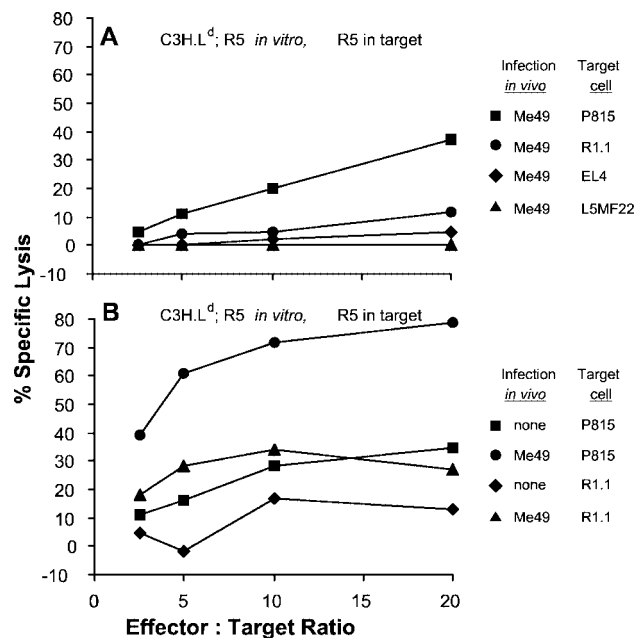 A
C3H.Ld; R5 in vitro, R5 in target
80
70
60
50
40
30
20
10
0
-10
Infection Target
in vivo cell
Me49 P815
Me49 R1.1
Me49 EL4
Me49 L5MF22
% Specific Lysis
B
C3H.Ld; R5 in vitro, R5 in target
80
70
60
50
40
30
20
10
0
-10
0 5 10 15 20
Effector : Target Ratio
Infection Target
in vivo cell
none P815
Me49 P815
none R1.1
Me49 R1.1